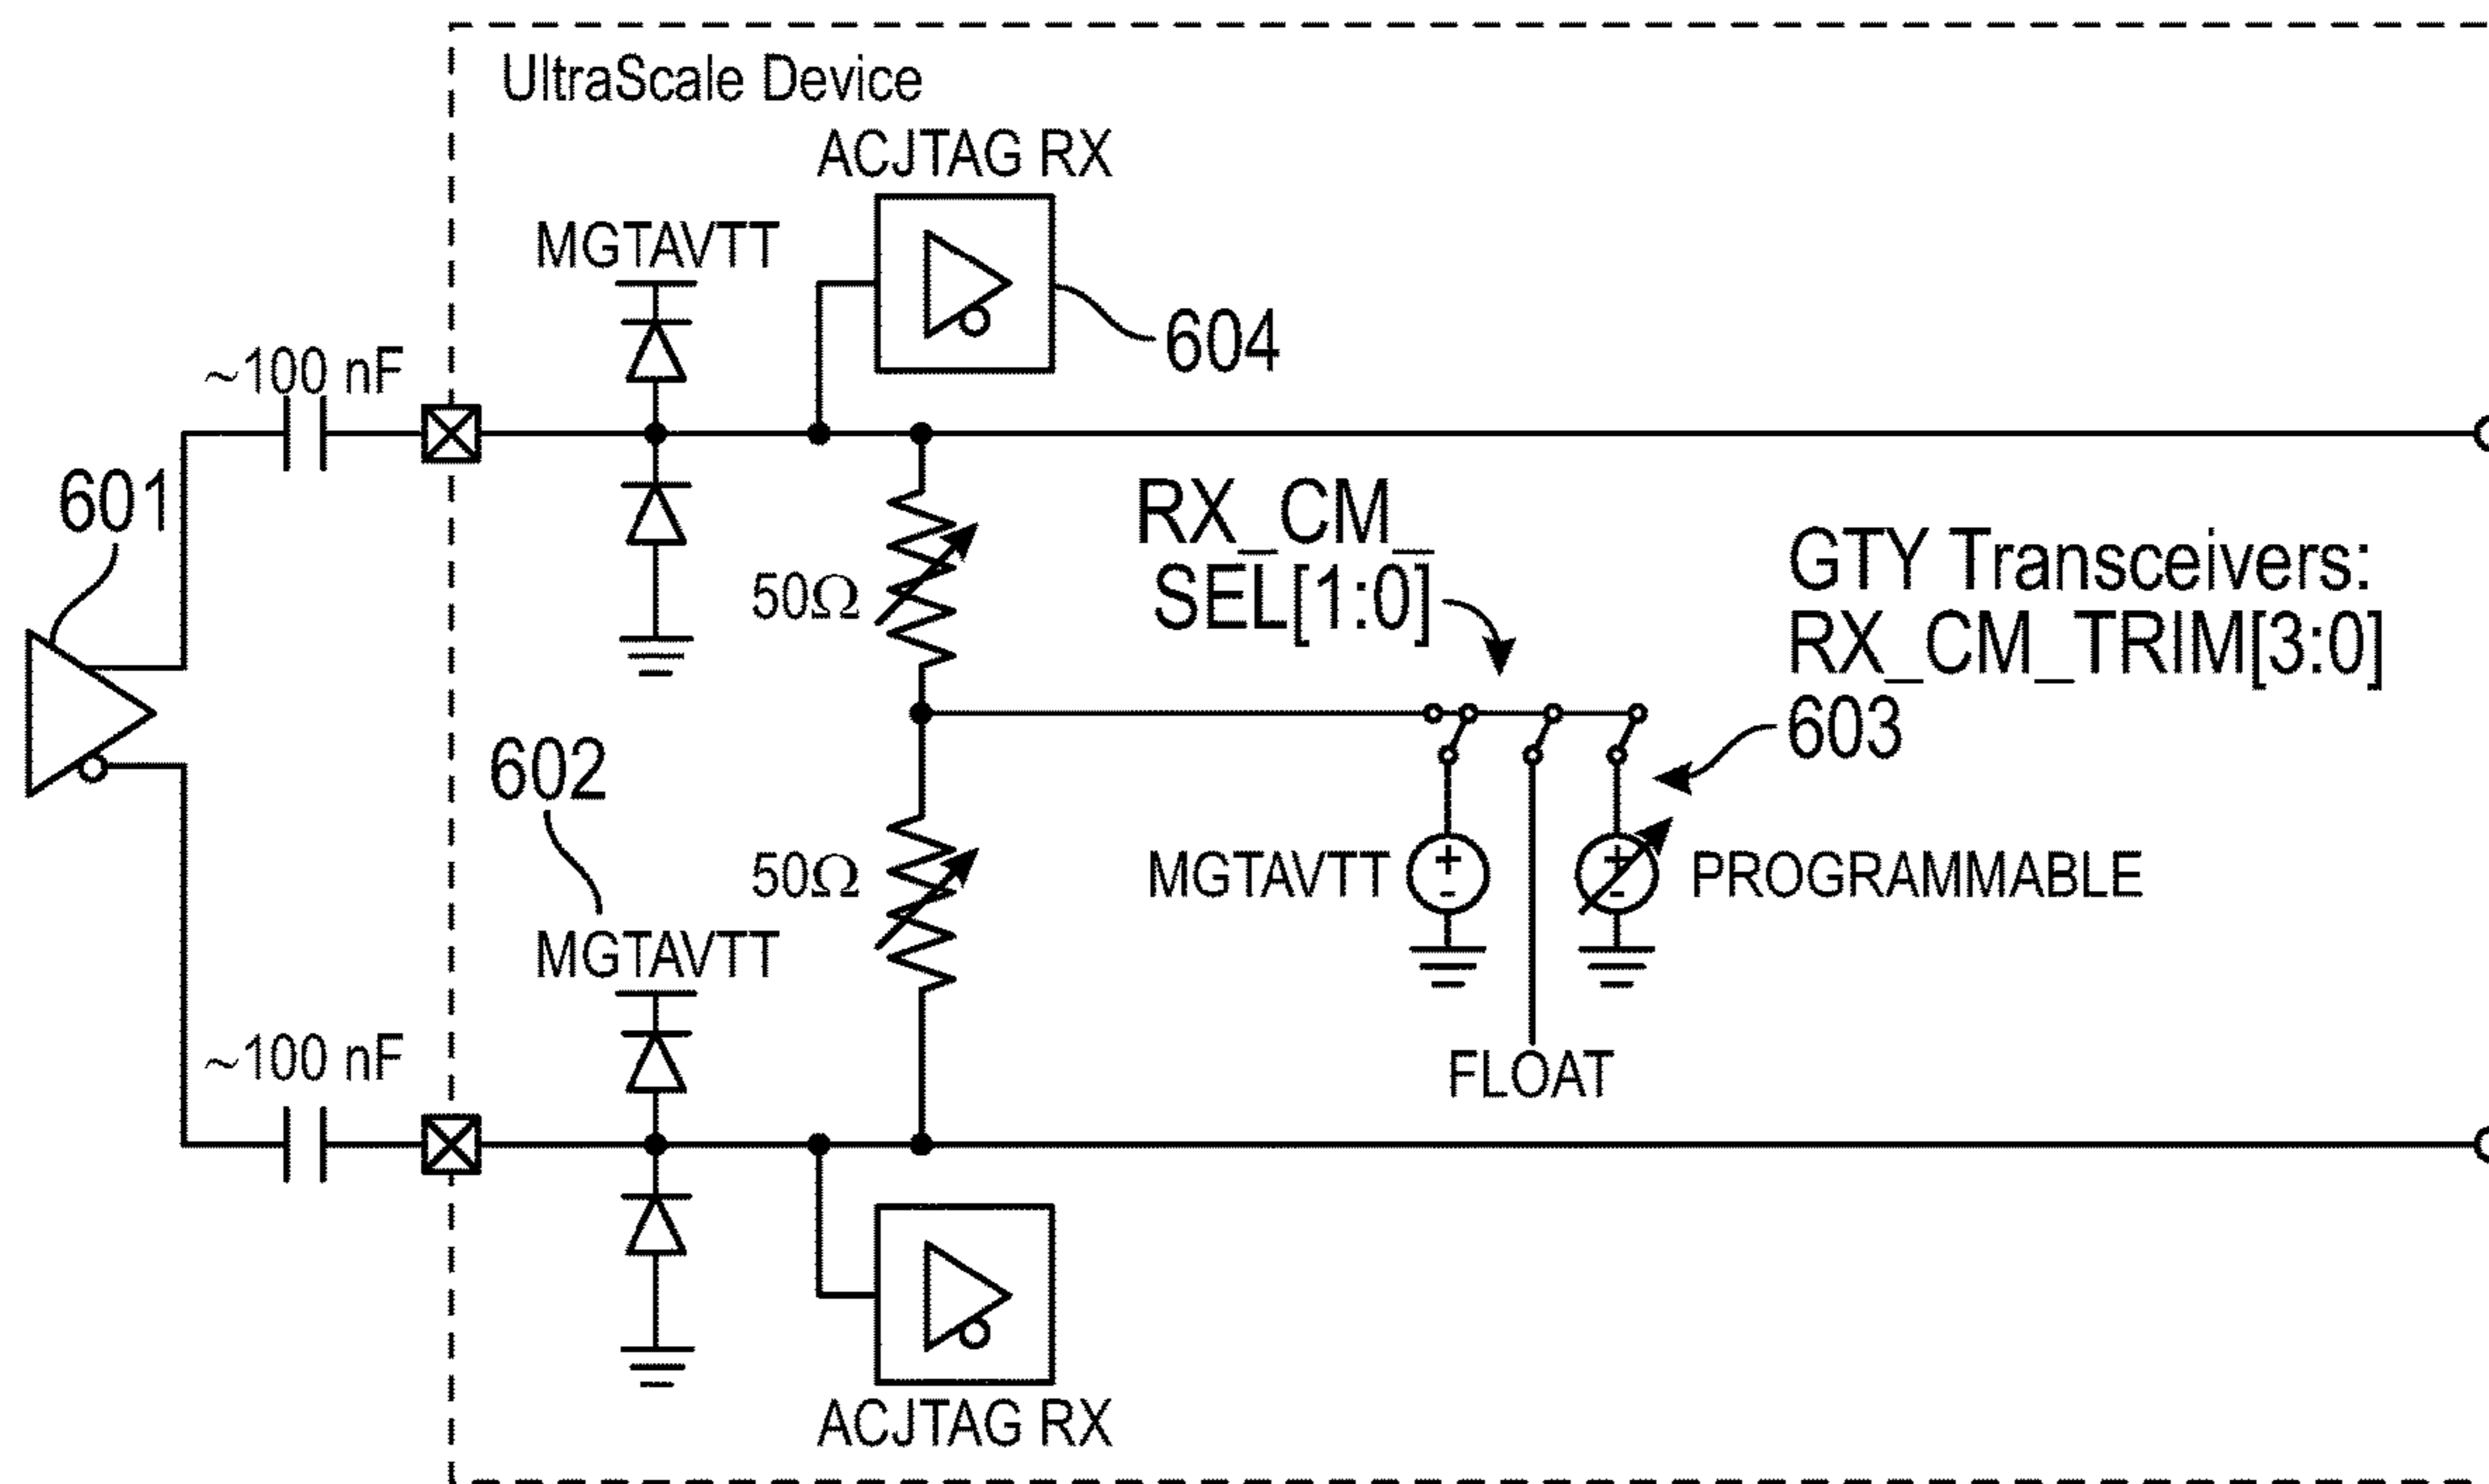 UltraScale Device
ACJTAG RX
MGTAVTT
604
~100 nF
601
RX_CM_
SEL[1:0]
GTY Transceivers:
RX_CM_TRIM[3:0]
603
50Ω
602
50Ω
MGTAVTT
+
-
+
-
PROGRAMMABLE
MGTAVTT
~100 nF
FLOAT
ACJTAG RX